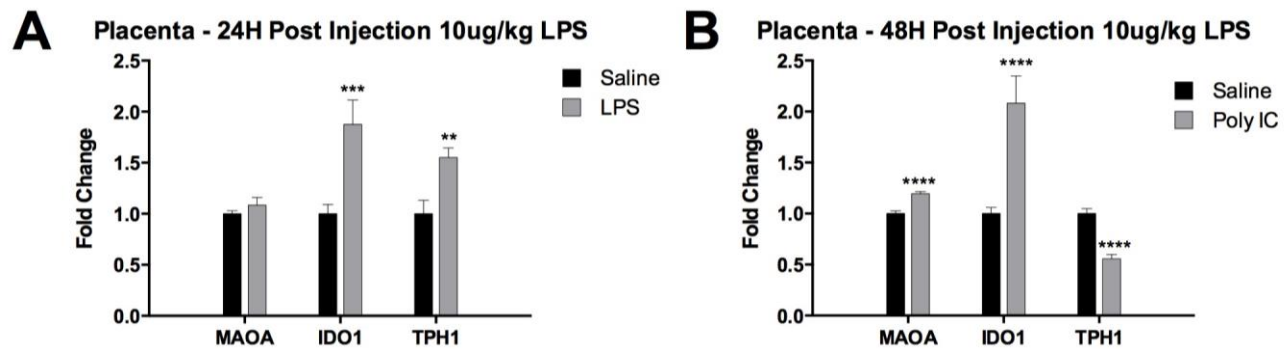 A
Placenta - 24H Post Injection 10ug/kg LPS
Fold Change
2.5
2.0
1.5
1.0
0.5
0.0
***
**
MAOA IDO1 TPH1
Saline
LPS
B
Placenta - 48H Post Injection 10ug/kg LPS
Fold Change
2.5
2.0
1.5
1.0
0.5
0.0
****
****
****
MAOA IDO1 TPH1
Saline
Poly IC